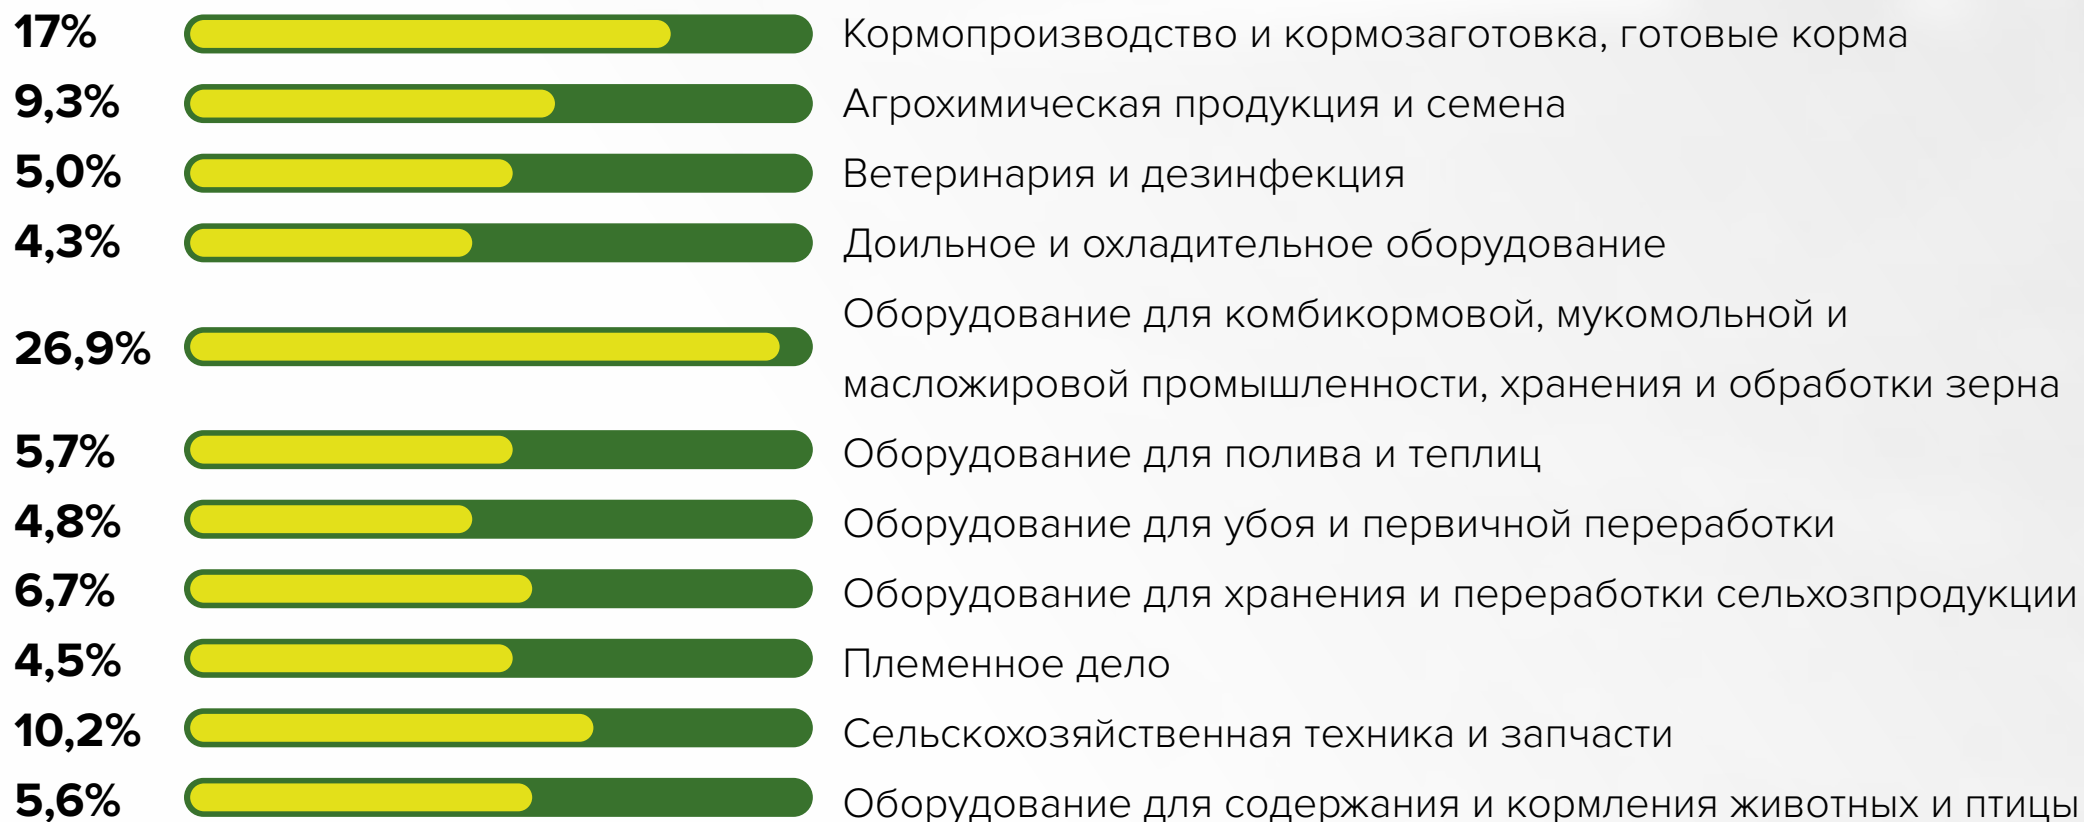 17% Кормопроизводство и кормозаготовка, готовые корма
9,3% Агрохимическая продукция и семена
5,0% Ветеринария и дезинфекция
4,3% Доильное и охладительное оборудование
26,9% Оборудование для комбикормовой, мукомольной и
масложировой промышленности, хранения и обработки зерна
5,7% Оборудование для полива и теплиц
4,8% Оборудование для убоя и первичной переработки
6,7% Оборудование для хранения и переработки сельхозпродукции
4,5% Племенное дело
10,2% Сельскохозяйственная техника и запчасти
5,6% Оборудование для содержания и кормления животных и птицы